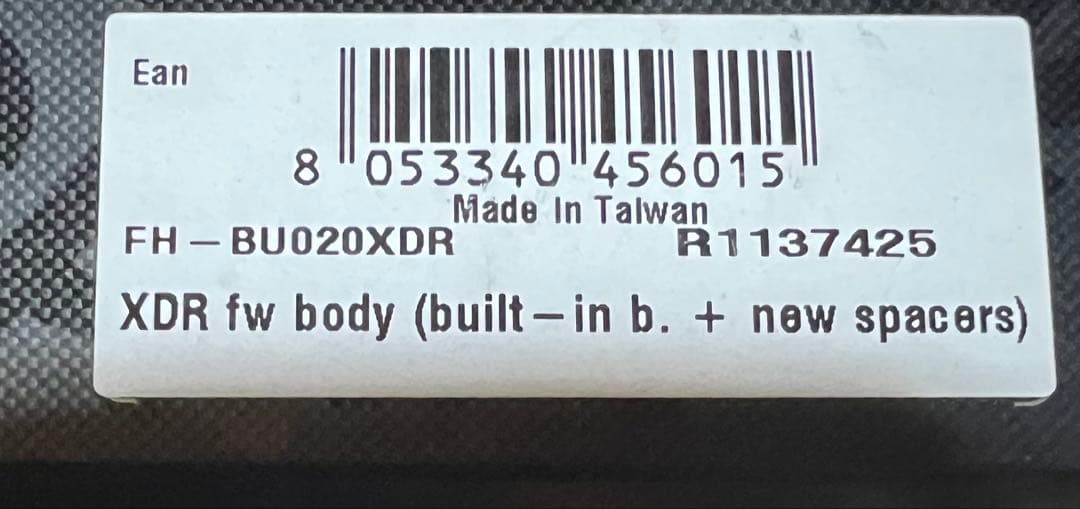 Ean
8 053340 456015
Made In Taiwan
FH-BU020XDR R1137425
XDR fw body (built-in b. + new spacers)